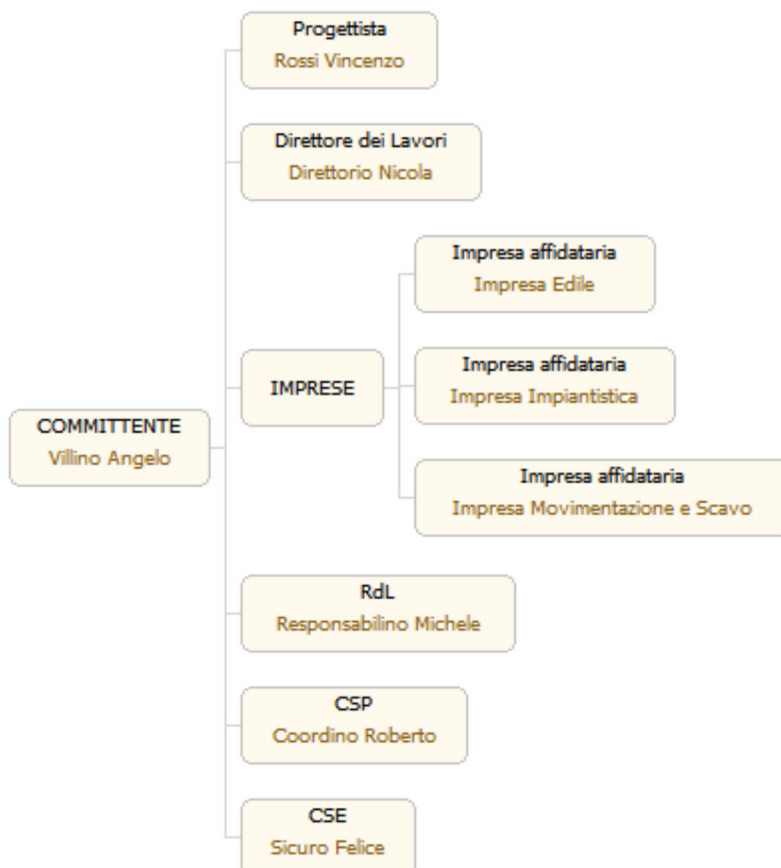 Progettista
Rossi Vincenzo
Direttore dei Lavori
Direttorio Nicola
Impresa affidataria
Impresa Edile
IMPRESE
Impresa affidataria
Impresa Impiantistica
COMMITTENTE
Villino Angelo
Impresa affidataria
Impresa Movimentazione e Scavo
RdL
Responsabilino Michele
CSP
Coordino Roberto
CSE
Sicuro Felice